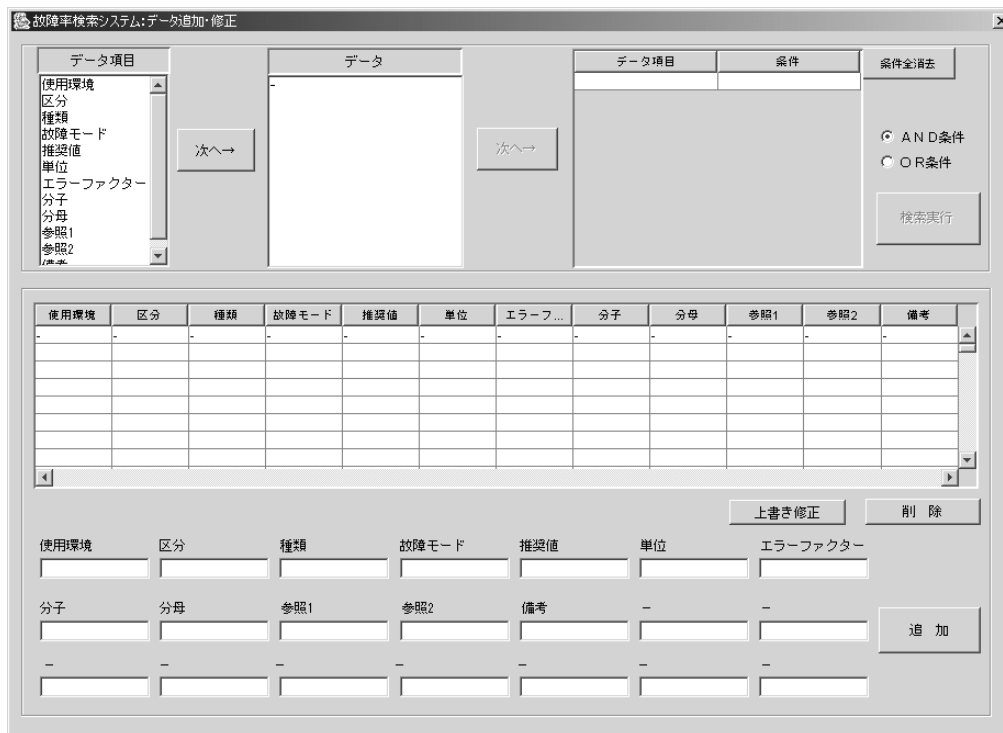 故障率検索システム:データ追加・修正
データ項目
使用環境
区分
種類
故障モード
推奨値
単位
エラーファクター
分子
分母
参照1
参照2
備考
次へ→
データ
-
次へ→
データ項目 条件
条件全消去
AND条件
OR条件
検索実行
使用環境 区分 種類 故障モード 推奨値 単位 エラーフ... 分子 分母 参照1 参照2 備考
- - - - - - - - - - - -
上書き修正 削 除
使用環境 区分 種類 故障モード 推奨値 単位 エラーファクター
分子 分母 参照1 参照2 備考 - -
追 加
- - - - - - -